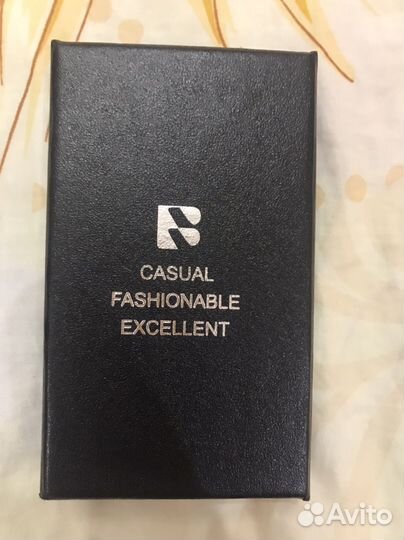 B
CASUAL
FASHIONABLE
EXCELLENT
Avito